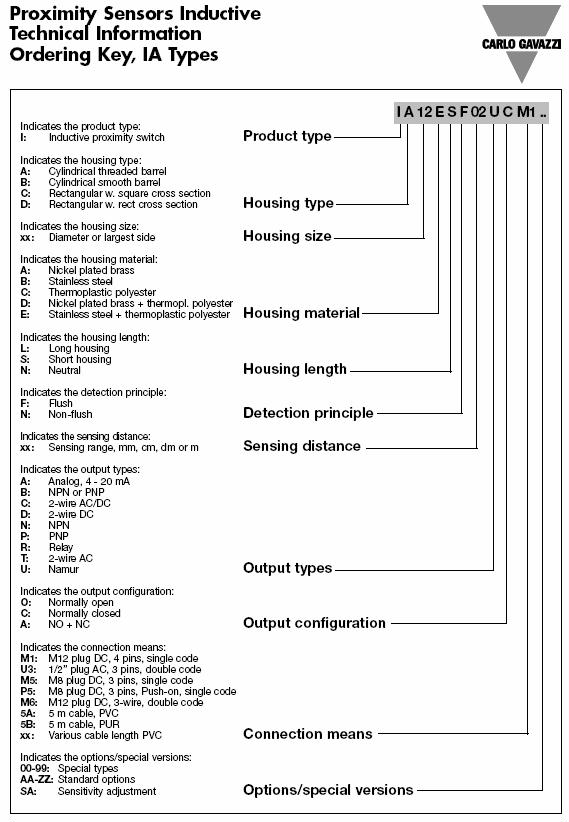 Proximity Sensors Inductive
Technical Information
Ordering Key, IA Types
CARLO GAVAZZI
I A 12 E S F 02 U C M1 ..
Indicates the product type:
I: Inductive proximity switch
Product type
Indicates the housing type:
A: Cylindrical threaded barrel
B: Cylindrical smooth barrel
C: Rectangular w. square cross section
D: Rectangular w. rect cross section
Housing type
Indicates the housing size:
xx: Diameter or largest side
Housing size
Indicates the housing material:
A: Nickel plated brass
B: Stainless steel
C: Thermoplastic polyester
D: Nickel plated brass + thermopl. polyester
E: Stainless steel + thermoplastic polyester
Housing material
Indicates the housing length:
L: Long housing
S: Short housing
N: Neutral
Housing length
Indicates the detection principle:
F: Flush
N: Non-flush
Detection principle
Indicates the sensing distance:
xx: Sensing range, mm, cm, dm or m
Sensing distance
Indicates the output types:
A: Analog, 4 - 20 mA
B: NPN or PNP
C: 2-wire AC/DC
D: 2-wire DC
N: NPN
P: PNP
R: Relay
T: 2-wire AC
U: Namur
Output types
Indicates the output configuration:
O: Normally open
C: Normally closed
A: NO + NC
Output configuration
Indicates the connection means:
M1: M12 plug DC, 4 pins, single code
U3: 1/2" plug AC, 3 pins, double code
M5: M8 plug DC, 3 pins, single code
P5: M8 plug DC, 3 pins, Push-on, single code
M6: M12 plug DC, 3-wire, double code
5A: 5 m cable, PVC
5B: 5 m cable, PUR
xx: Various cable length PVC
Connection means
Indicates the options/special versions:
00-99: Special types
AA-ZZ: Standard options
SA: Sensitivity adjustment
Options/special versions